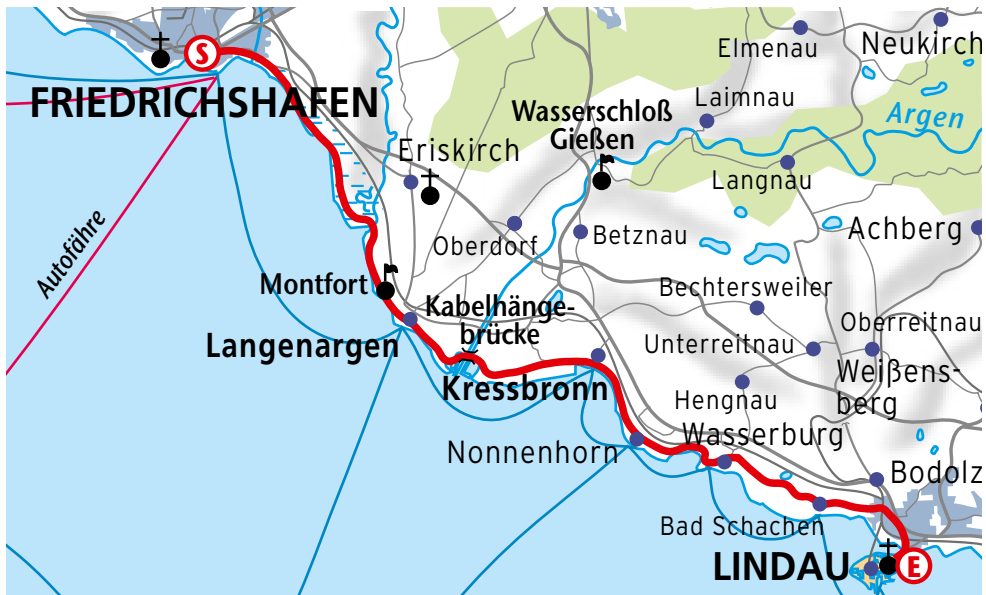 Elmenau
Neukirch
S
FRIEDRICHSHAFEN
Laimnau
Wasserschloß
Gießen
Argen
Eriskirch
Langnau
Autofähre
Oberdorf
Betznau
Achberg
Montfort
Bechtersweiler
Kabelhänge-
brücke
Oberreitnau
Langenargen
Unterreitnau
Kressbronn
Weißens-
berg
Hengnau
Nonnenhorn
Wasserburg
Bodolz
Bad Schachen
LINDAU
E